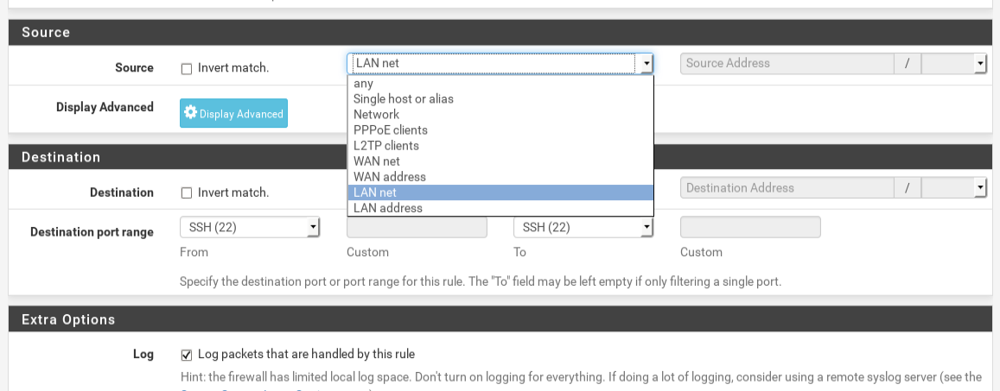 Source
Source Invert match. LAN net Source Address /
any
Single host or alias
Network
PPPoE clients
L2TP clients
WAN net
WAN address
LAN net
LAN address
Display Advanced Display Advanced
Destination
Destination Invert match. Destination Address /
Destination port range SSH (22) SSH (22)
From Custom To Custom
Specify the destination port or port range for this rule. The "To" field may be left empty if only filtering a single port.
Extra Options
Log Log packets that are handled by this rule
Hint: the firewall has limited local log space. Don't turn on logging for everything. If doing a lot of logging, consider using a remote syslog server (see the